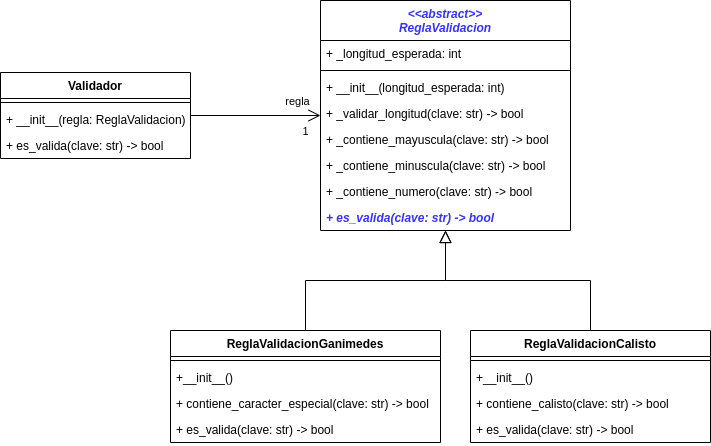 <<abstract>>
ReglaValidacion
+ _longitud_esperada: int
+ __init__(longitud_esperada: int)
+ _validar_longitud(clave: str) -> bool
+ _contiene_mayuscula(clave: str) -> bool
+ _contiene_minuscula(clave: str) -> bool
+ _contiene_numero(clave: str) -> bool
+ es_valida(clave: str) -> bool
Validador
+ __init__(regla: ReglaValidacion)
+ es_valida(clave: str) -> bool
regla
1
ReglaValidacionGanimedes
+__init__()
+ contiene_caracter_especial(clave: str) -> bool
+ es_valida(clave: str) -> bool
ReglaValidacionCalisto
+__init__()
+ contiene_calisto(clave: str) -> bool
+ es_valida(clave: str) -> bool